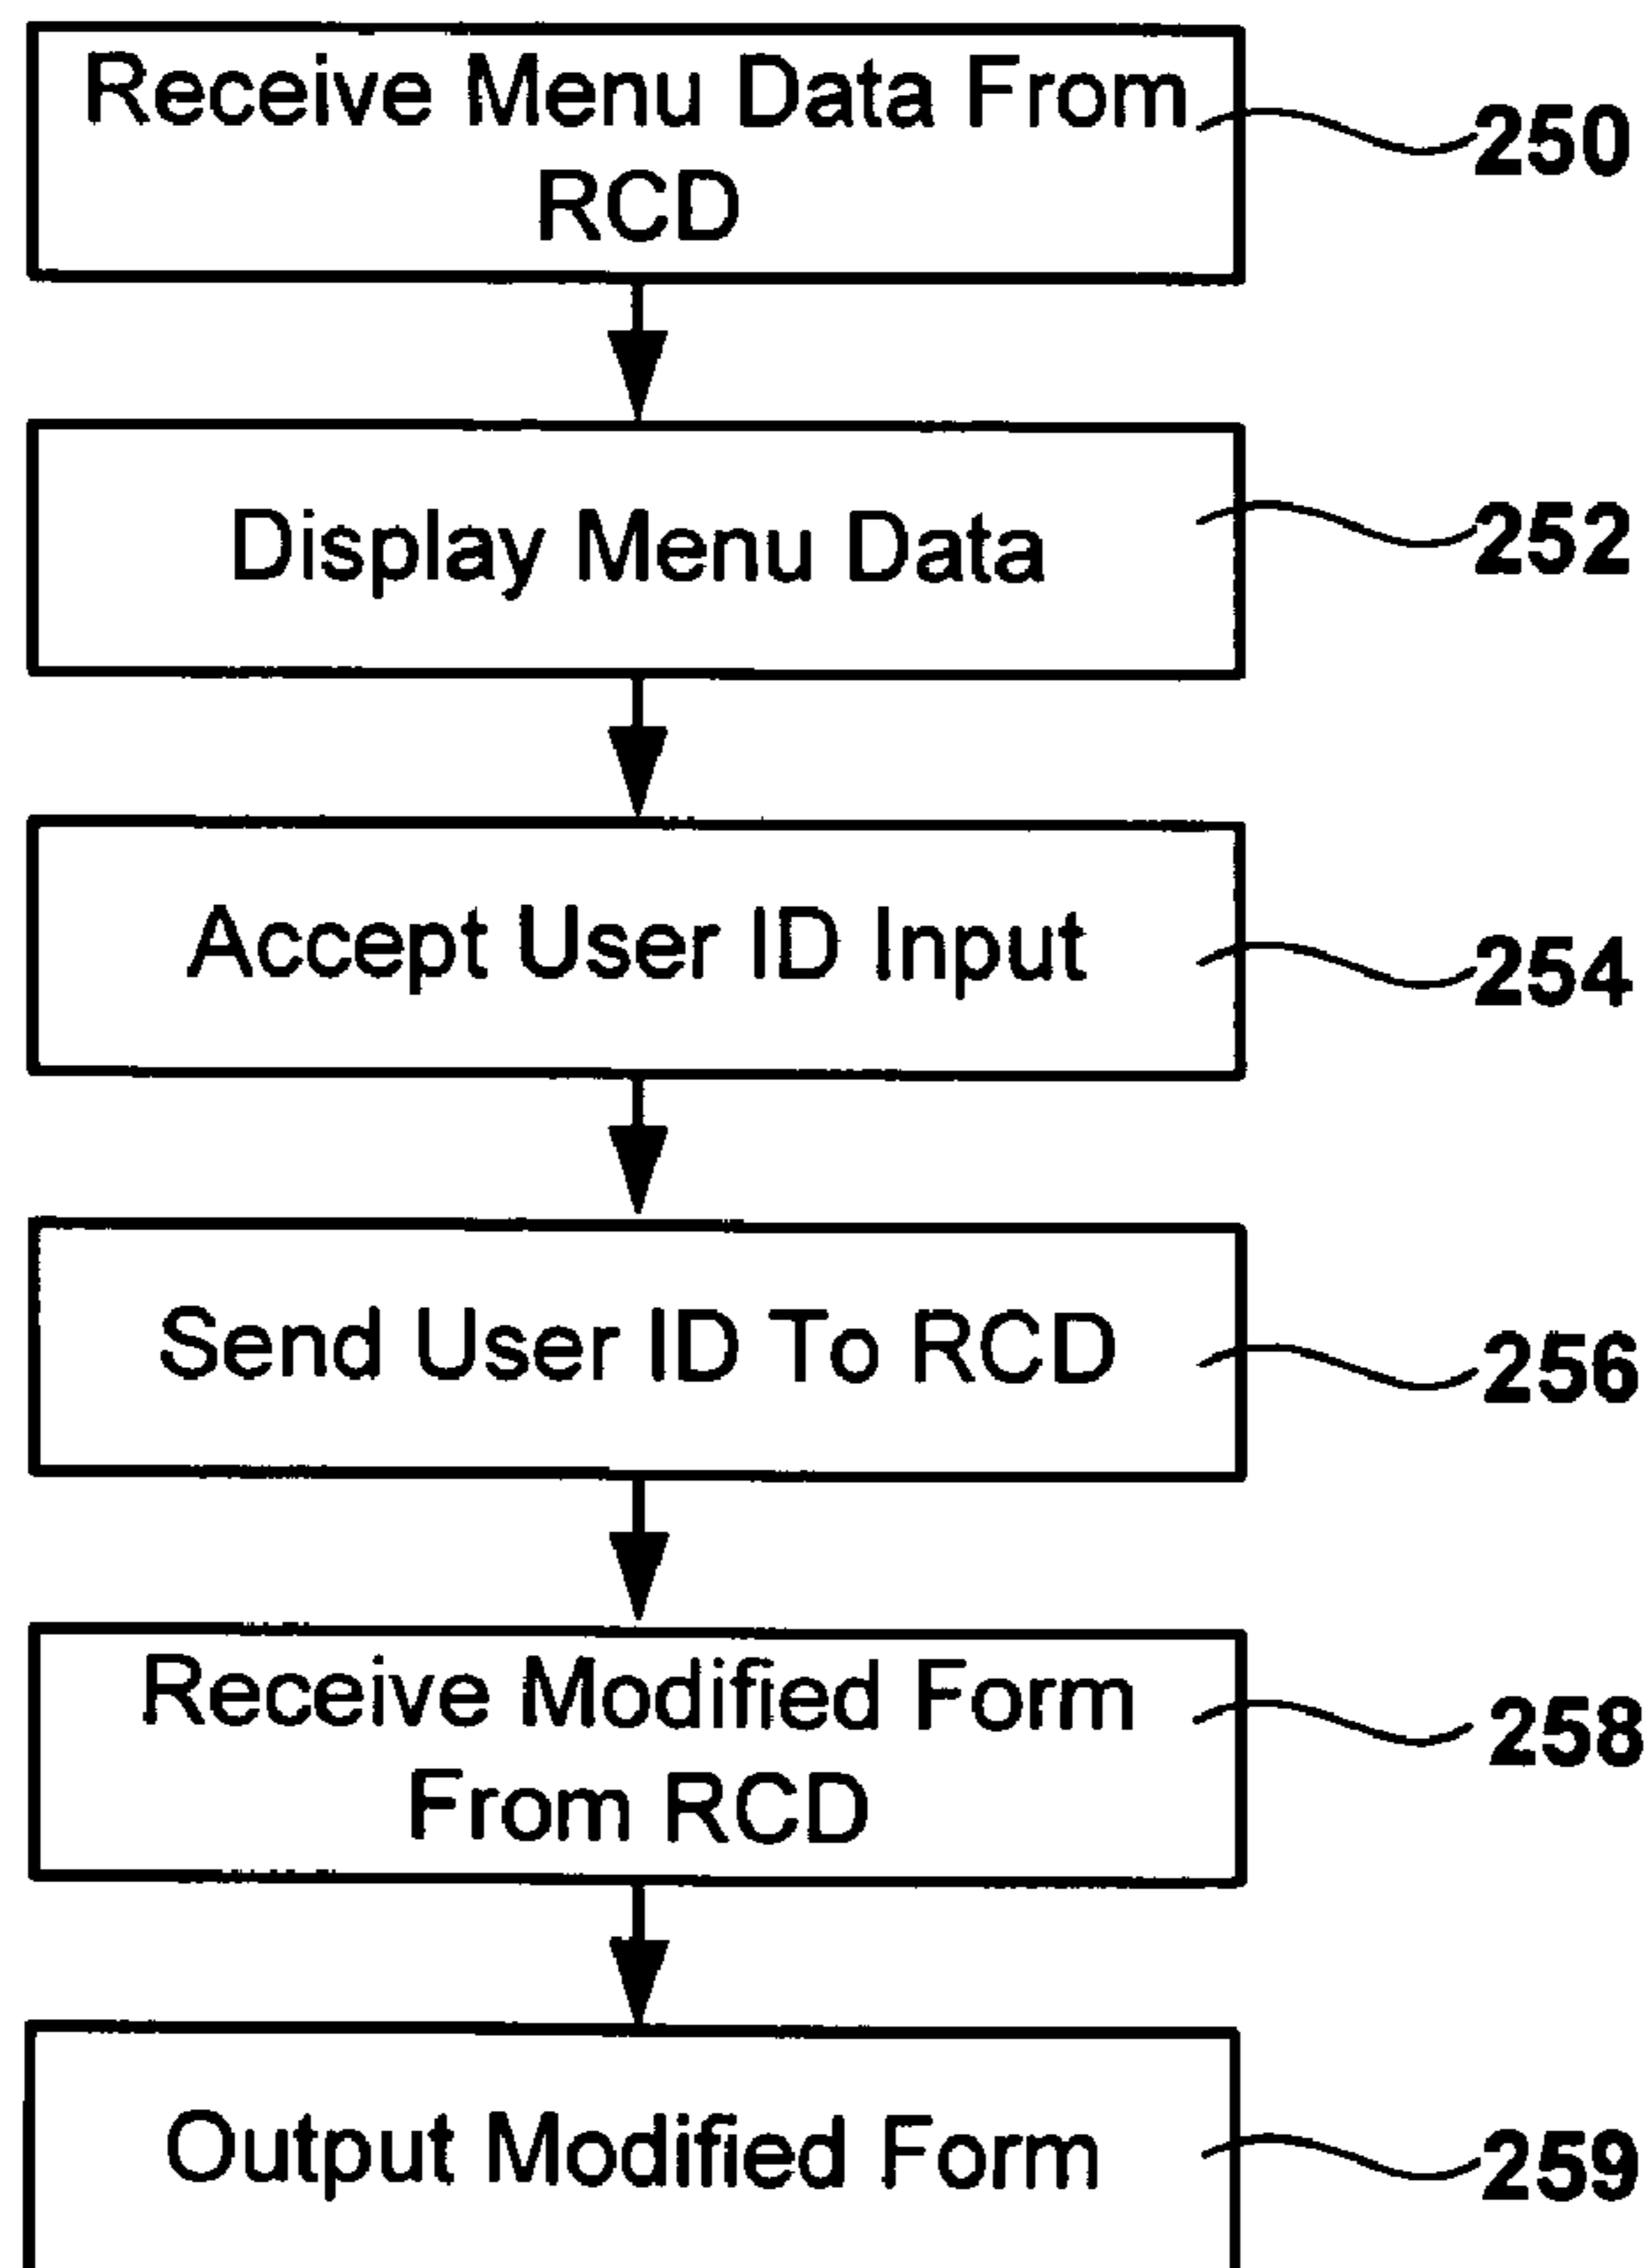 Receive Menu Data From
RCD
250
Display Menu Data
252
Accept User ID Input
254
Send User ID To RCD
256
Receive Modified Form
From RCD
258
Output Modified Form
259